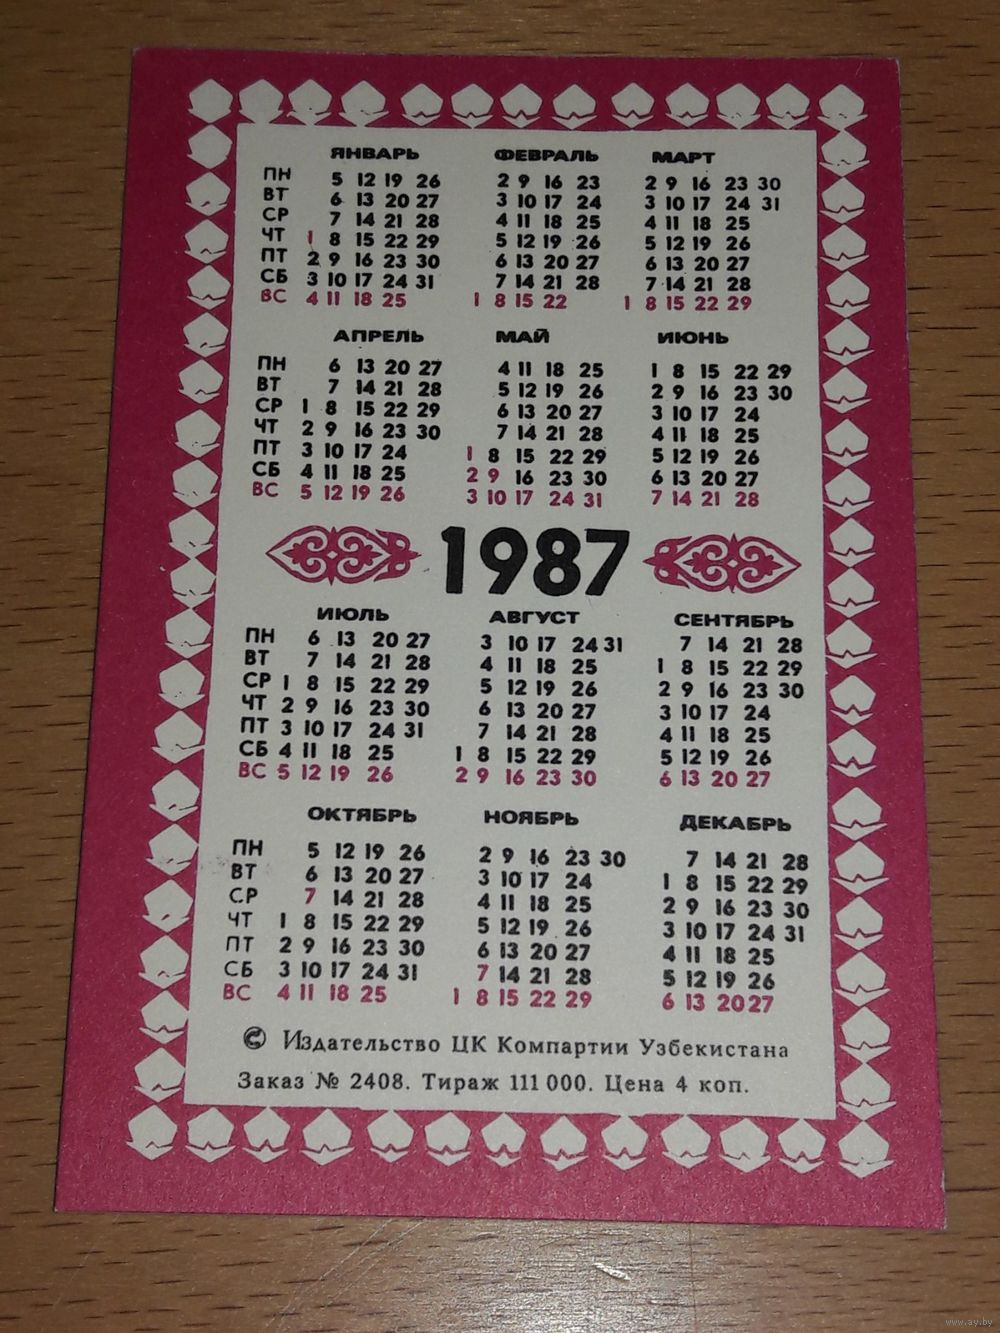 ЯНВАРЬ ФЕВРАЛЬ МАРТ
ПН 5 12 19 26 2 9 16 23 2 9 16 23 30
ВТ 6 13 20 27 3 10 17 24 3 10 17 24 31
СР 7 14 21 28 4 11 18 25 4 11 18 25
ЧТ 1 8 15 22 29 5 12 19 26 5 12 19 26
ПТ 2 9 16 23 30 6 13 20 27 6 13 20 27
СБ 3 10 17 24 31 7 14 21 28 7 14 21 28
ВС 4 11 18 25 1 8 15 22 1 8 15 22 29
АПРЕЛЬ МАЙ ИЮНЬ
ПН 6 13 20 27 4 11 18 25 1 8 15 22 29
ВТ 7 14 21 28 5 12 19 26 2 9 16 23 30
СР 1 8 15 22 29 6 13 20 27 3 10 17 24
ЧТ 2 9 16 23 30 7 14 21 28 4 11 18 25
ПТ 3 10 17 24 1 8 15 22 29 5 12 19 26
СБ 4 11 18 25 2 9 16 23 30 6 13 20 27
ВС 5 12 19 26 3 10 17 24 31 7 14 21 28
1987
ИЮЛЬ АВГУСТ СЕНТЯБРЬ
ПН 6 13 20 27 3 10 17 24 31 7 14 21 28
ВТ 7 14 21 28 4 11 18 25 1 8 15 22 29
СР 1 8 15 22 29 5 12 19 26 2 9 16 23 30
ЧТ 2 9 16 23 30 6 13 20 27 3 10 17 24
ПТ 3 10 17 24 31 7 14 21 28 4 11 18 25
СБ 4 11 18 25 1 8 15 22 29 5 12 19 26
ВС 5 12 19 26 2 9 16 23 30 6 13 20 27
ОКТЯБРЬ НОЯБРЬ ДЕКАБРЬ
ПН 5 12 19 26 2 9 16 23 30 7 14 21 28
ВТ 6 13 20 27 3 10 17 24 1 8 15 22 29
СР 7 14 21 28 4 11 18 25 2 9 16 23 30
ЧТ 1 8 15 22 29 5 12 19 26 3 10 17 24 31
ПТ 2 9 16 23 30 6 13 20 27 4 11 18 25
СБ 3 10 17 24 31 7 14 21 28 5 12 19 26
ВС 4 11 18 25 1 8 15 22 29 6 13 20 27
© Издательство ЦК Компартии Узбекистана
Заказ № 2408. Тираж 111 000. Цена 4 коп.
www.ay.by